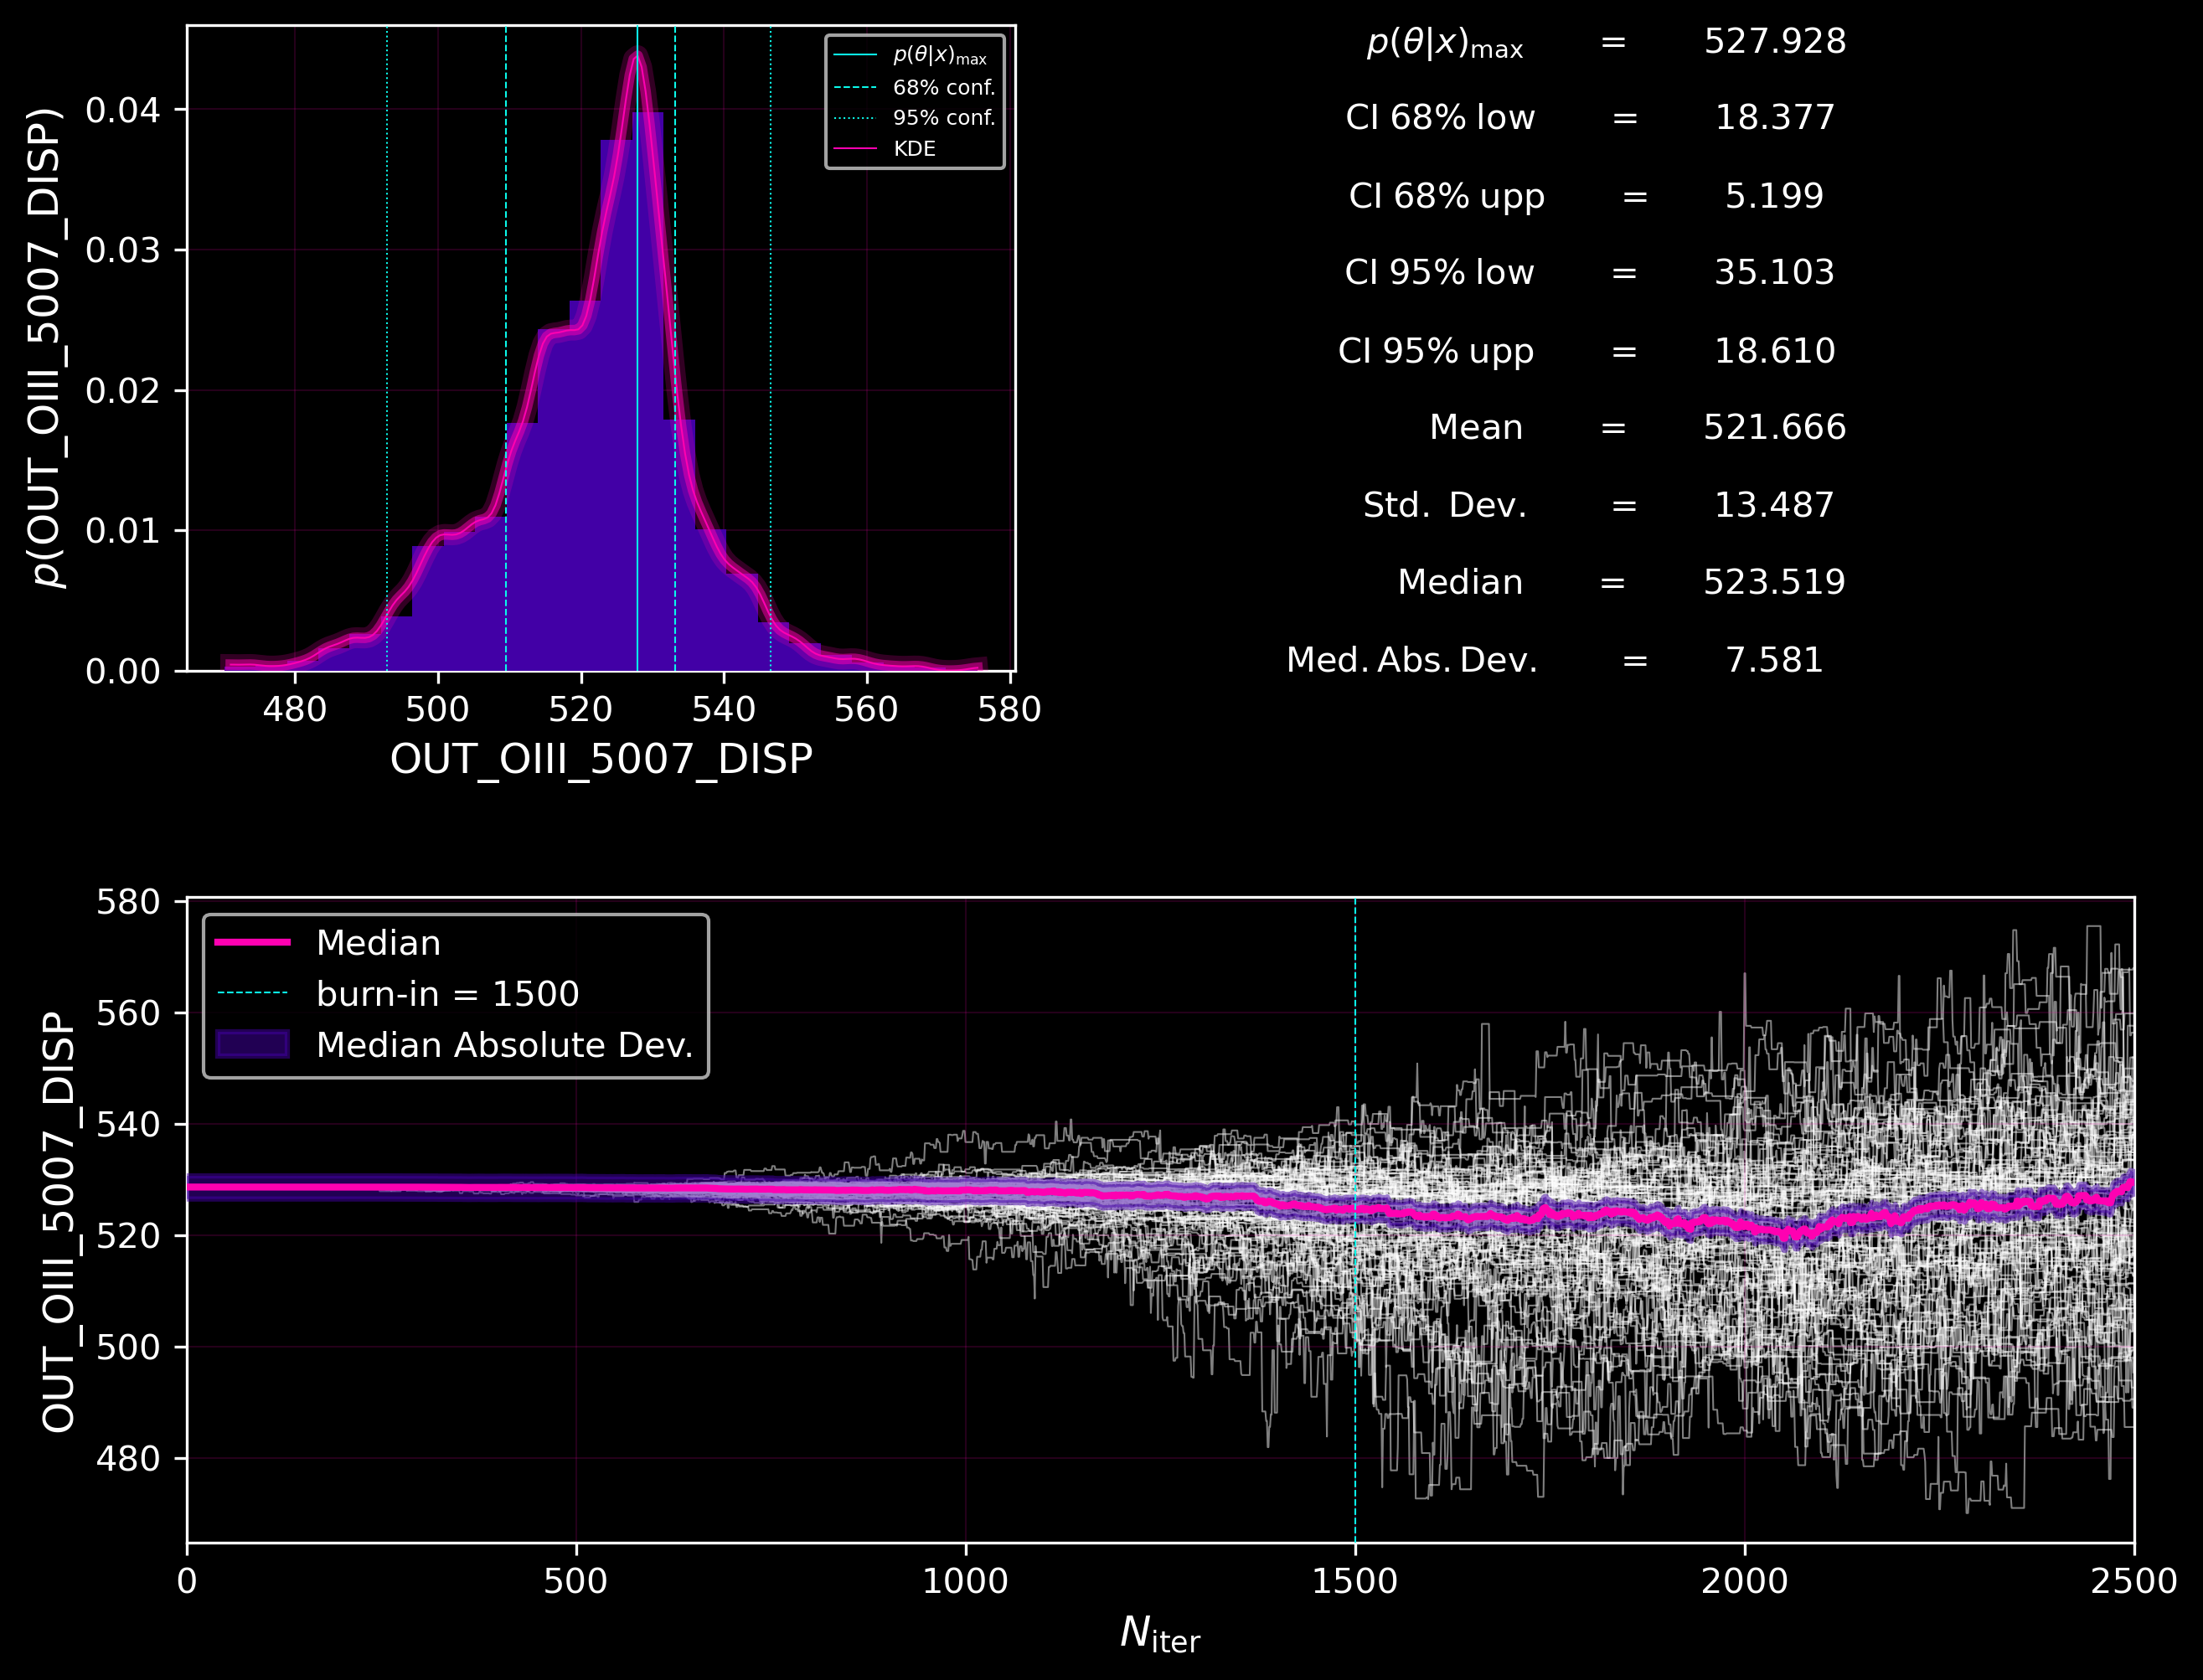 p(OUT_OIII_5007_DISP)
0.04
0.03
0.02
0.01
0.00
480 500 520 540 560 580
OUT_OIII_5007_DISP
p(θ|x)max
68% conf.
95% conf.
KDE
p(θ|x)max = 527.928
CI 68% low = 18.377
CI 68% upp = 5.199
CI 95% low = 35.103
CI 95% upp = 18.610
Mean = 521.666
Std. Dev. = 13.487
Median = 523.519
Med. Abs. Dev. = 7.581
OUT_OIII_5007_DISP
580
560
540
520
500
480
Median
burn-in = 1500
Median Absolute Dev.
0 500 1000 1500 2000 2500
Niter